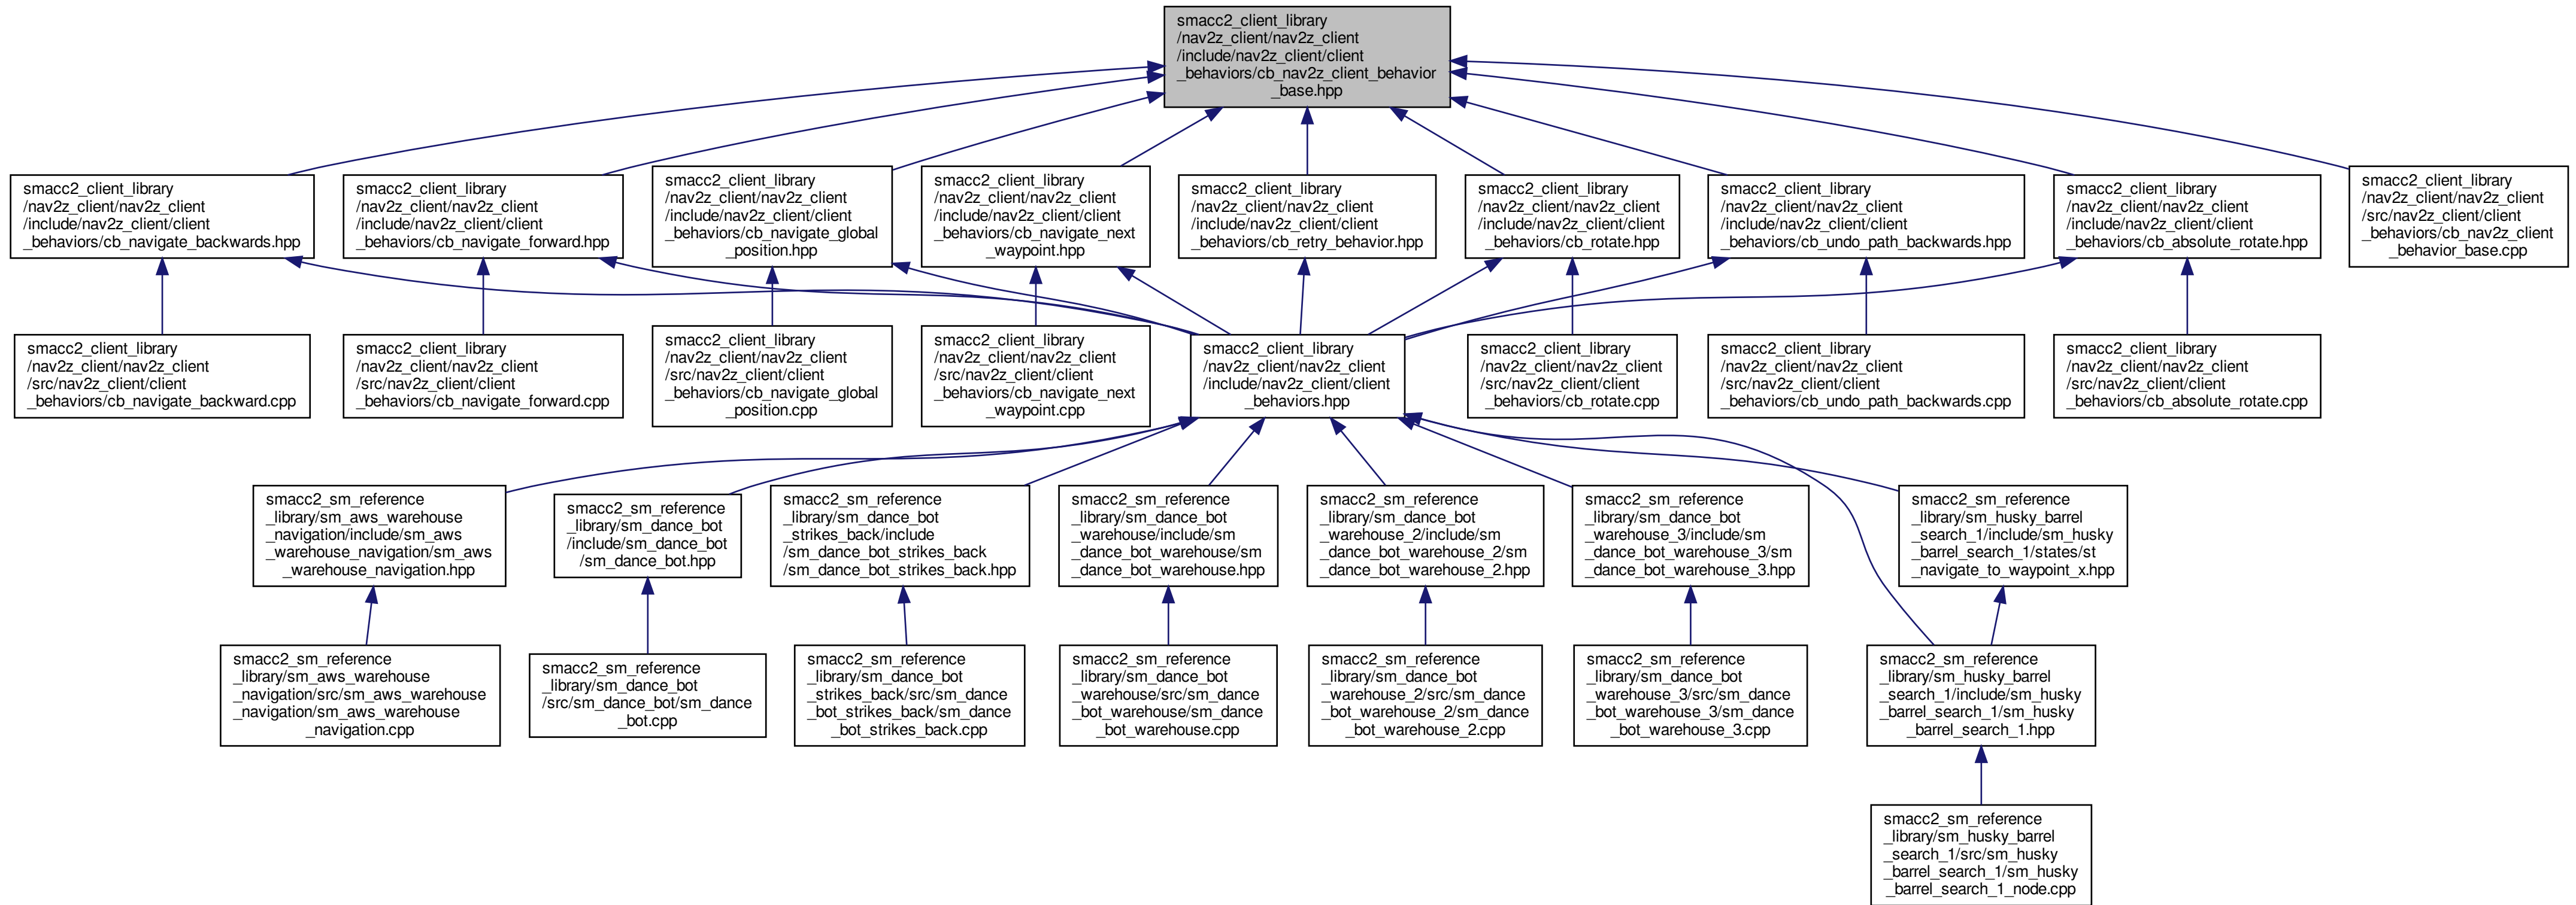 smacc2_client_library
/nav2z_client/nav2z_client
/include/nav2z_client/client
_behaviors/cb_nav2z_client_behavior
_base.hpp
smacc2_client_library
/nav2z_client/nav2z_client
/include/nav2z_client/client
_behaviors/cb_navigate_backwards.hpp
smacc2_client_library
/nav2z_client/nav2z_client
/include/nav2z_client/client
_behaviors/cb_navigate_forward.hpp
smacc2_client_library
/nav2z_client/nav2z_client
/include/nav2z_client/client
_behaviors/cb_navigate_global
_position.hpp
smacc2_client_library
/nav2z_client/nav2z_client
/include/nav2z_client/client
_behaviors/cb_navigate_next
_waypoint.hpp
smacc2_client_library
/nav2z_client/nav2z_client
/include/nav2z_client/client
_behaviors/cb_retry_behavior.hpp
smacc2_client_library
/nav2z_client/nav2z_client
/include/nav2z_client/client
_behaviors/cb_rotate.hpp
smacc2_client_library
/nav2z_client/nav2z_client
/include/nav2z_client/client
_behaviors/cb_undo_path_backwards.hpp
smacc2_client_library
/nav2z_client/nav2z_client
/include/nav2z_client/client
_behaviors/cb_absolute_rotate.hpp
smacc2_client_library
/nav2z_client/nav2z_client
/src/nav2z_client/client
_behaviors/cb_nav2z_client
_behavior_base.cpp
smacc2_client_library
/nav2z_client/nav2z_client
/src/nav2z_client/client
_behaviors/cb_navigate_backward.cpp
smacc2_client_library
/nav2z_client/nav2z_client
/src/nav2z_client/client
_behaviors/cb_navigate_forward.cpp
smacc2_client_library
/nav2z_client/nav2z_client
/src/nav2z_client/client
_behaviors/cb_navigate_global
_position.cpp
smacc2_client_library
/nav2z_client/nav2z_client
/src/nav2z_client/client
_behaviors/cb_navigate_next
_waypoint.cpp
smacc2_client_library
/nav2z_client/nav2z_client
/include/nav2z_client/client
_behaviors.hpp
smacc2_client_library
/nav2z_client/nav2z_client
/src/nav2z_client/client
_behaviors/cb_rotate.cpp
smacc2_client_library
/nav2z_client/nav2z_client
/src/nav2z_client/client
_behaviors/cb_undo_path_backwards.cpp
smacc2_client_library
/nav2z_client/nav2z_client
/src/nav2z_client/client
_behaviors/cb_absolute_rotate.cpp
smacc2_sm_reference
_library/sm_aws_warehouse
_navigation/include/sm_aws
_warehouse_navigation/sm_aws
_warehouse_navigation.hpp
smacc2_sm_reference
_library/sm_dance_bot
/include/sm_dance_bot
/sm_dance_bot.hpp
smacc2_sm_reference
_library/sm_dance_bot
_strikes_back/include
/sm_dance_bot_strikes_back
/sm_dance_bot_strikes_back.hpp
smacc2_sm_reference
_library/sm_dance_bot
_warehouse/include/sm
_dance_bot_warehouse/sm
_dance_bot_warehouse.hpp
smacc2_sm_reference
_library/sm_dance_bot
_warehouse_2/include/sm
_dance_bot_warehouse_2/sm
_dance_bot_warehouse_2.hpp
smacc2_sm_reference
_library/sm_dance_bot
_warehouse_3/include/sm
_dance_bot_warehouse_3/sm
_dance_bot_warehouse_3.hpp
smacc2_sm_reference
_library/sm_husky_barrel
_search_1/include/sm_husky
_barrel_search_1/states/st
_navigate_to_waypoint_x.hpp
smacc2_sm_reference
_library/sm_aws_warehouse
_navigation/src/sm_aws_warehouse
_navigation/sm_aws_warehouse
_navigation.cpp
smacc2_sm_reference
_library/sm_dance_bot
/src/sm_dance_bot/sm_dance
_bot.cpp
smacc2_sm_reference
_library/sm_dance_bot
_strikes_back/src/sm_dance
_bot_strikes_back/sm_dance
_bot_strikes_back.cpp
smacc2_sm_reference
_library/sm_dance_bot
_warehouse/src/sm_dance
_bot_warehouse/sm_dance
_bot_warehouse.cpp
smacc2_sm_reference
_library/sm_dance_bot
_warehouse_2/src/sm_dance
_bot_warehouse_2/sm_dance
_bot_warehouse_2.cpp
smacc2_sm_reference
_library/sm_dance_bot
_warehouse_3/src/sm_dance
_bot_warehouse_3/sm_dance
_bot_warehouse_3.cpp
smacc2_sm_reference
_library/sm_husky_barrel
_search_1/include/sm_husky
_barrel_search_1/sm_husky
_barrel_search_1.hpp
smacc2_sm_reference
_library/sm_husky_barrel
_search_1/src/sm_husky
_barrel_search_1/sm_husky
_barrel_search_1_node.cpp